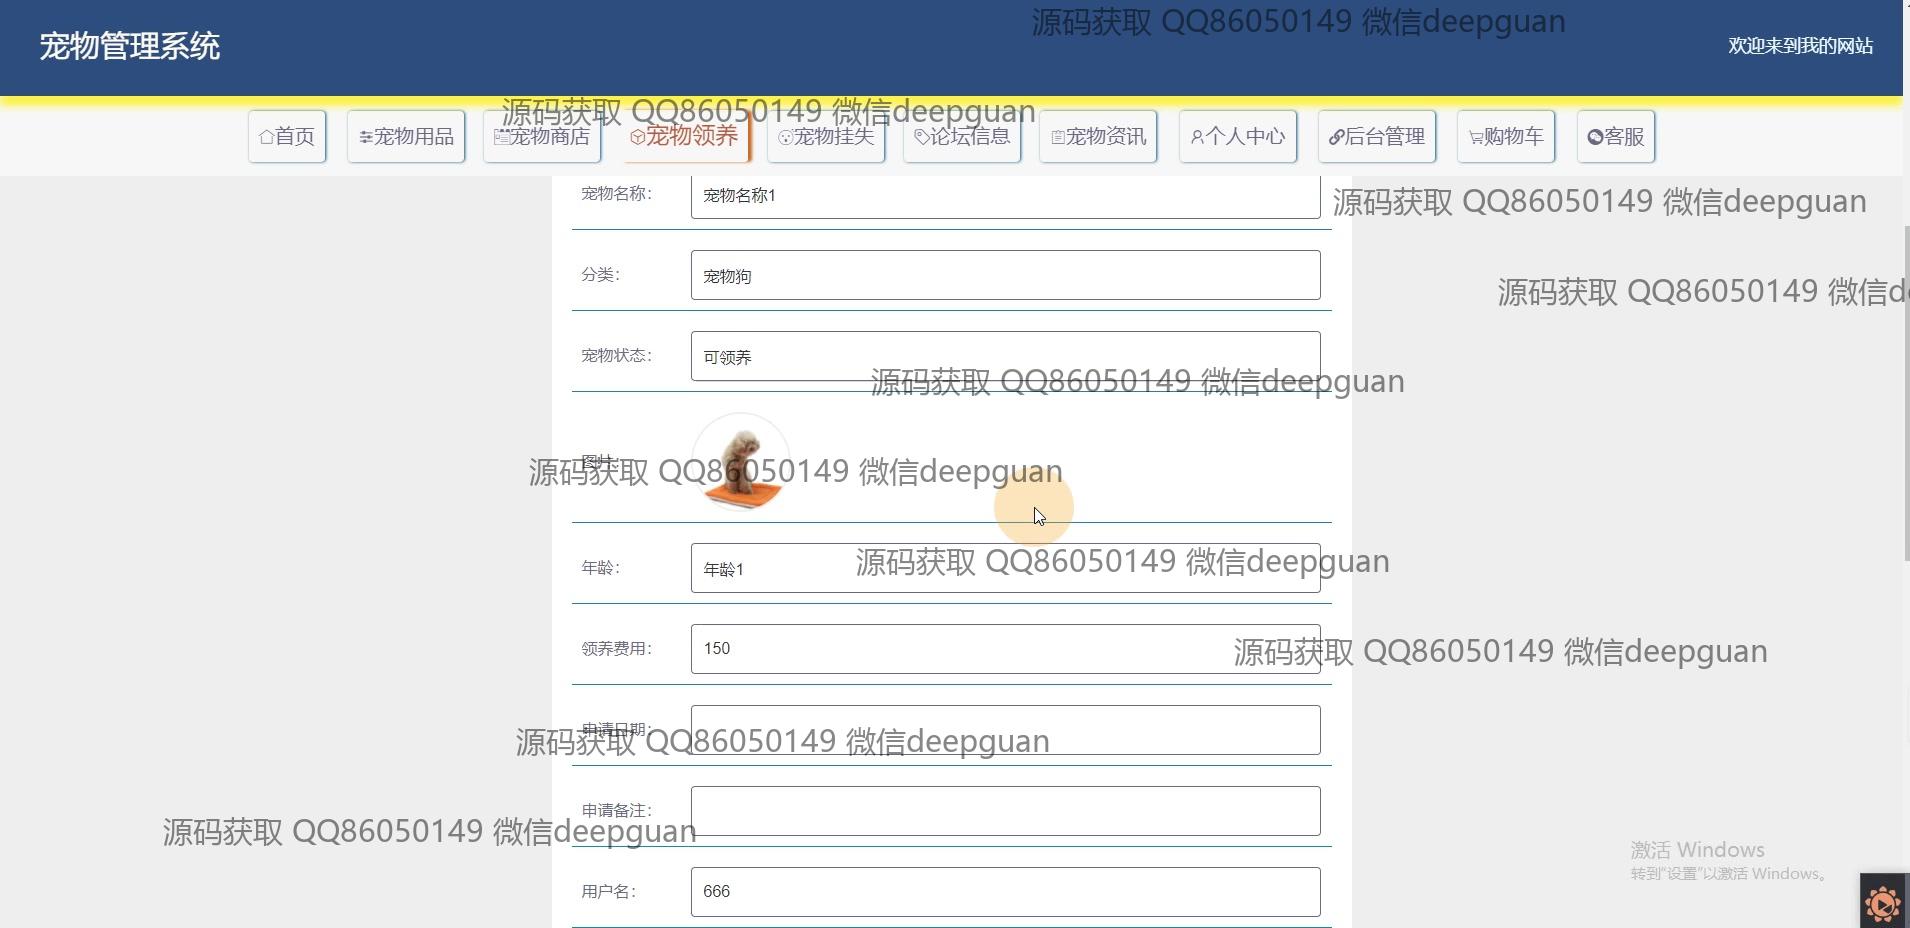 源码获取 QQ86050149 微信deepguan
宠物管理系统
欢迎来到我的网站
源码获取 QQ86050149 微信deepguan
首页 宠物用品 宠物商店 宠物领养 宠物挂失 论坛信息 宠物资讯 个人中心 后台管理 购物车 客服
宠物名称: 宠物名称1
源码获取 QQ86050149 微信deepguan
分类: 宠物狗
源码获取 QQ86050149 微信d
宠物状态: 可领养
源码获取 QQ86050149 微信deepguan
图片:
源码获取 QQ86050149 微信deepguan
年龄: 年龄1
源码获取 QQ86050149 微信deepguan
领养费用: 150
源码获取 QQ86050149 微信deepguan
申请日期:
源码获取 QQ86050149 微信deepguan
申请备注:
源码获取 QQ86050149 微信deepguan
激活 Windows
转到"设置"以激活 Windows。
用户名: 666